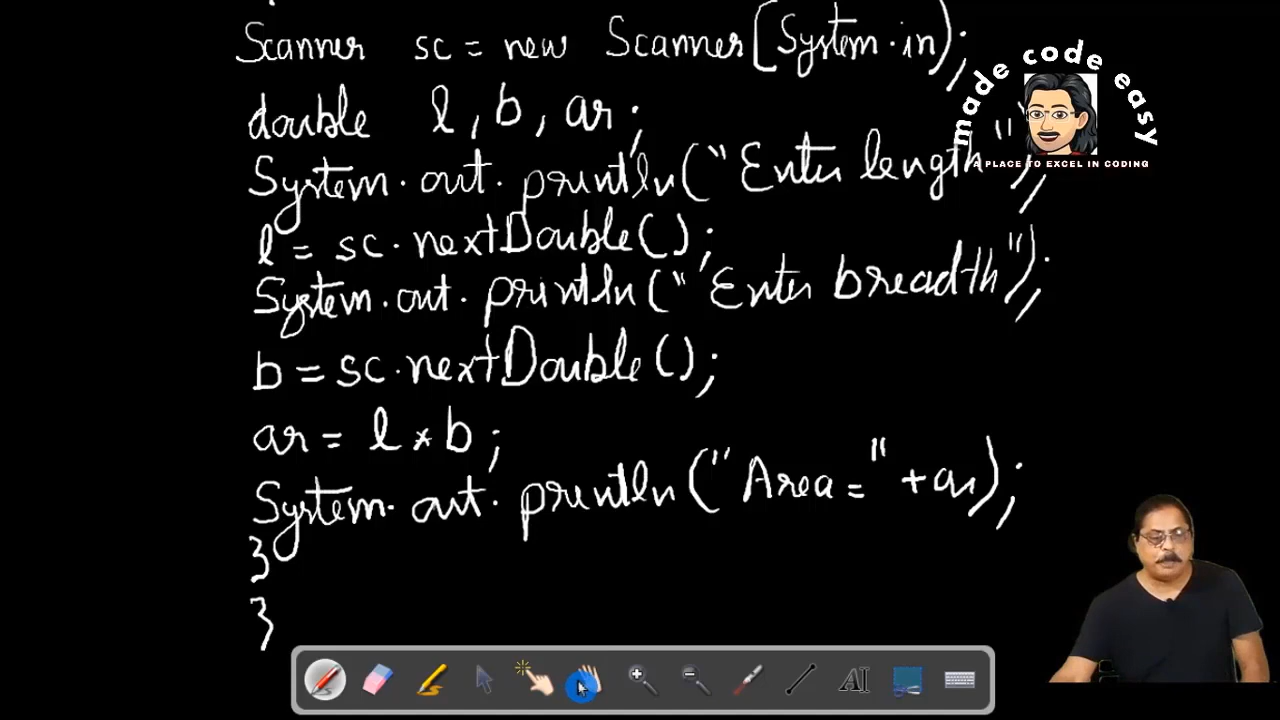 Scanner sc = new Scanner(System.in);
double l, b, ar;
System.out.println("Enter length");
l = sc.nextDouble();
System.out.println("Enter breadth");
b = sc.nextDouble();
ar = l * b;
System.out.println("Area=" + ar);
}
}
made code easy
A PLACE TO EXCEL IN CODING
AI